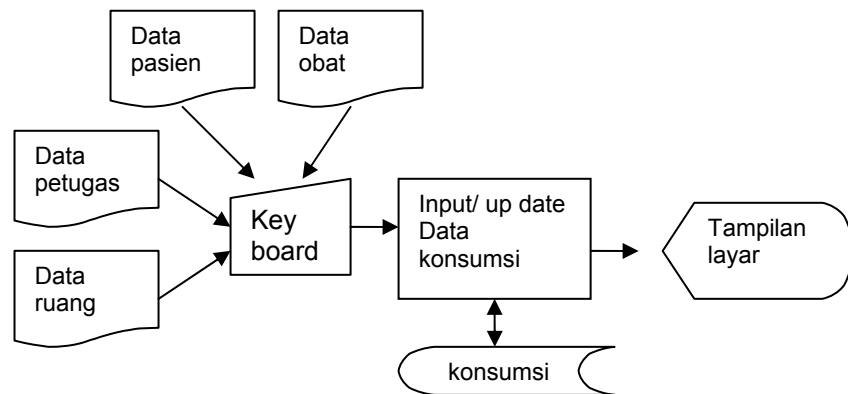 Data
pasien
Data
obat
Data
petugas
Key
board
Input/ up date
Data
konsumsi
Tampilan
layar
Data
ruang
konsumsi